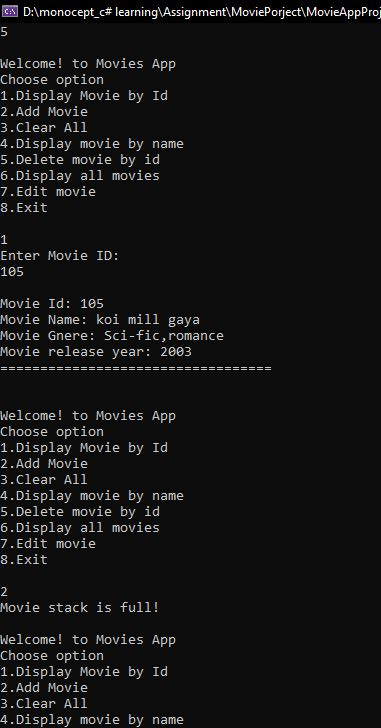 D:\monocept_c# learning\Assignment\MoviePorject\MovieAppProj
5
Welcome! to Movies App
Choose option
1.Display Movie by Id
2.Add Movie
3.Clear All
4.Display movie by name
5.Delete movie by id
6.Display all movies
7.Edit movie
8.Exit
1
Enter Movie ID:
105
Movie Id: 105
Movie Name: koi mill gaya
Movie Gnere: Sci-fic,romance
Movie release year: 2003
==================================
Welcome! to Movies App
Choose option
1.Display Movie by Id
2.Add Movie
3.Clear All
4.Display movie by name
5.Delete movie by id
6.Display all movies
7.Edit movie
8.Exit
2
Movie stack is full!
Welcome! to Movies App
Choose option
1.Display Movie by Id
2.Add Movie
3.Clear All
4.Display movie by name